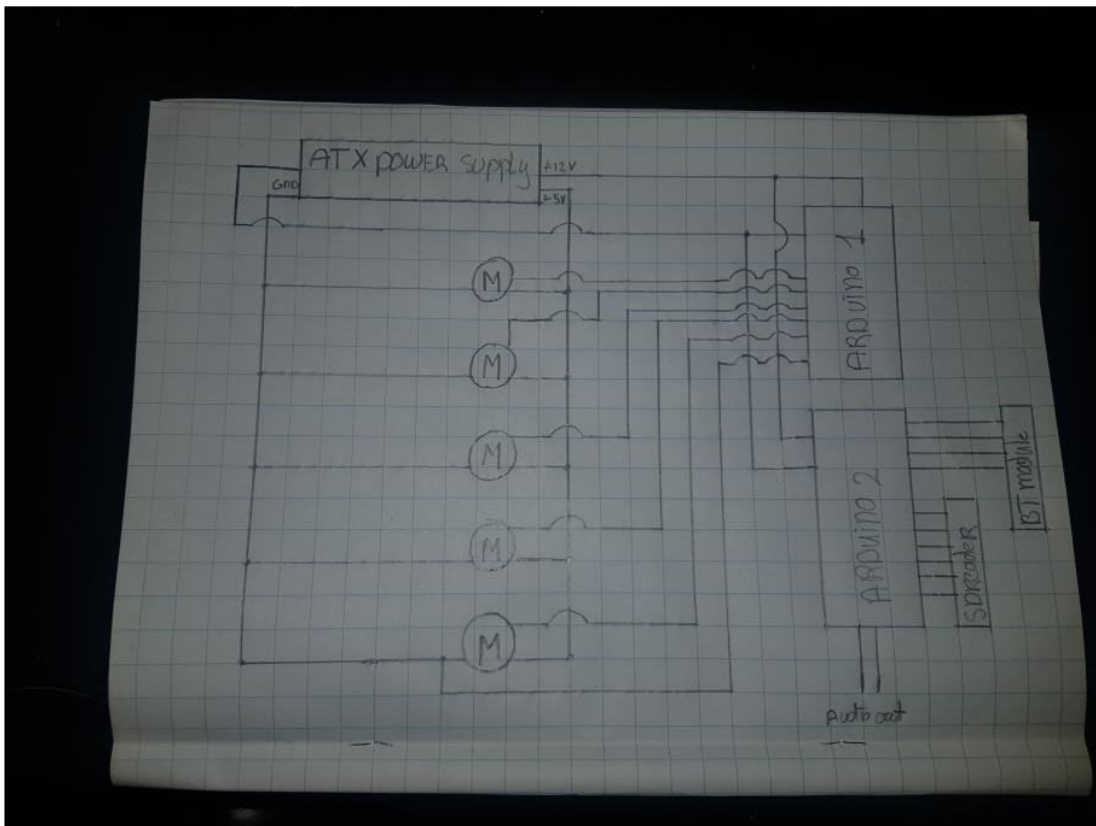 ATX POWER Supply
+12V
GND
+5V
M
M
M
M
M
ARDuino 1
ARDuino 2
BT module
SDReadeR
Audio out